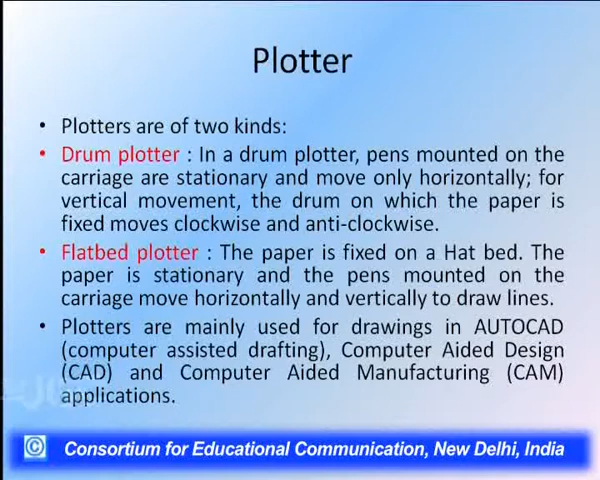 Plotter
• Plotters are of two kinds:
• Drum plotter : In a drum plotter, pens mounted on the
carriage are stationary and move only horizontally; for
vertical movement, the drum on which the paper is
fixed moves clockwise and anti-clockwise.
• Flatbed plotter : The paper is fixed on a Hat bed. The
paper is stationary and the pens mounted on the
carriage move horizontally and vertically to draw lines.
• Plotters are mainly used for drawings in AUTOCAD
(computer assisted drafting), Computer Aided Design
(CAD) and Computer Aided Manufacturing (CAM)
applications.
© Consortium for Educational Communication, New Delhi, India